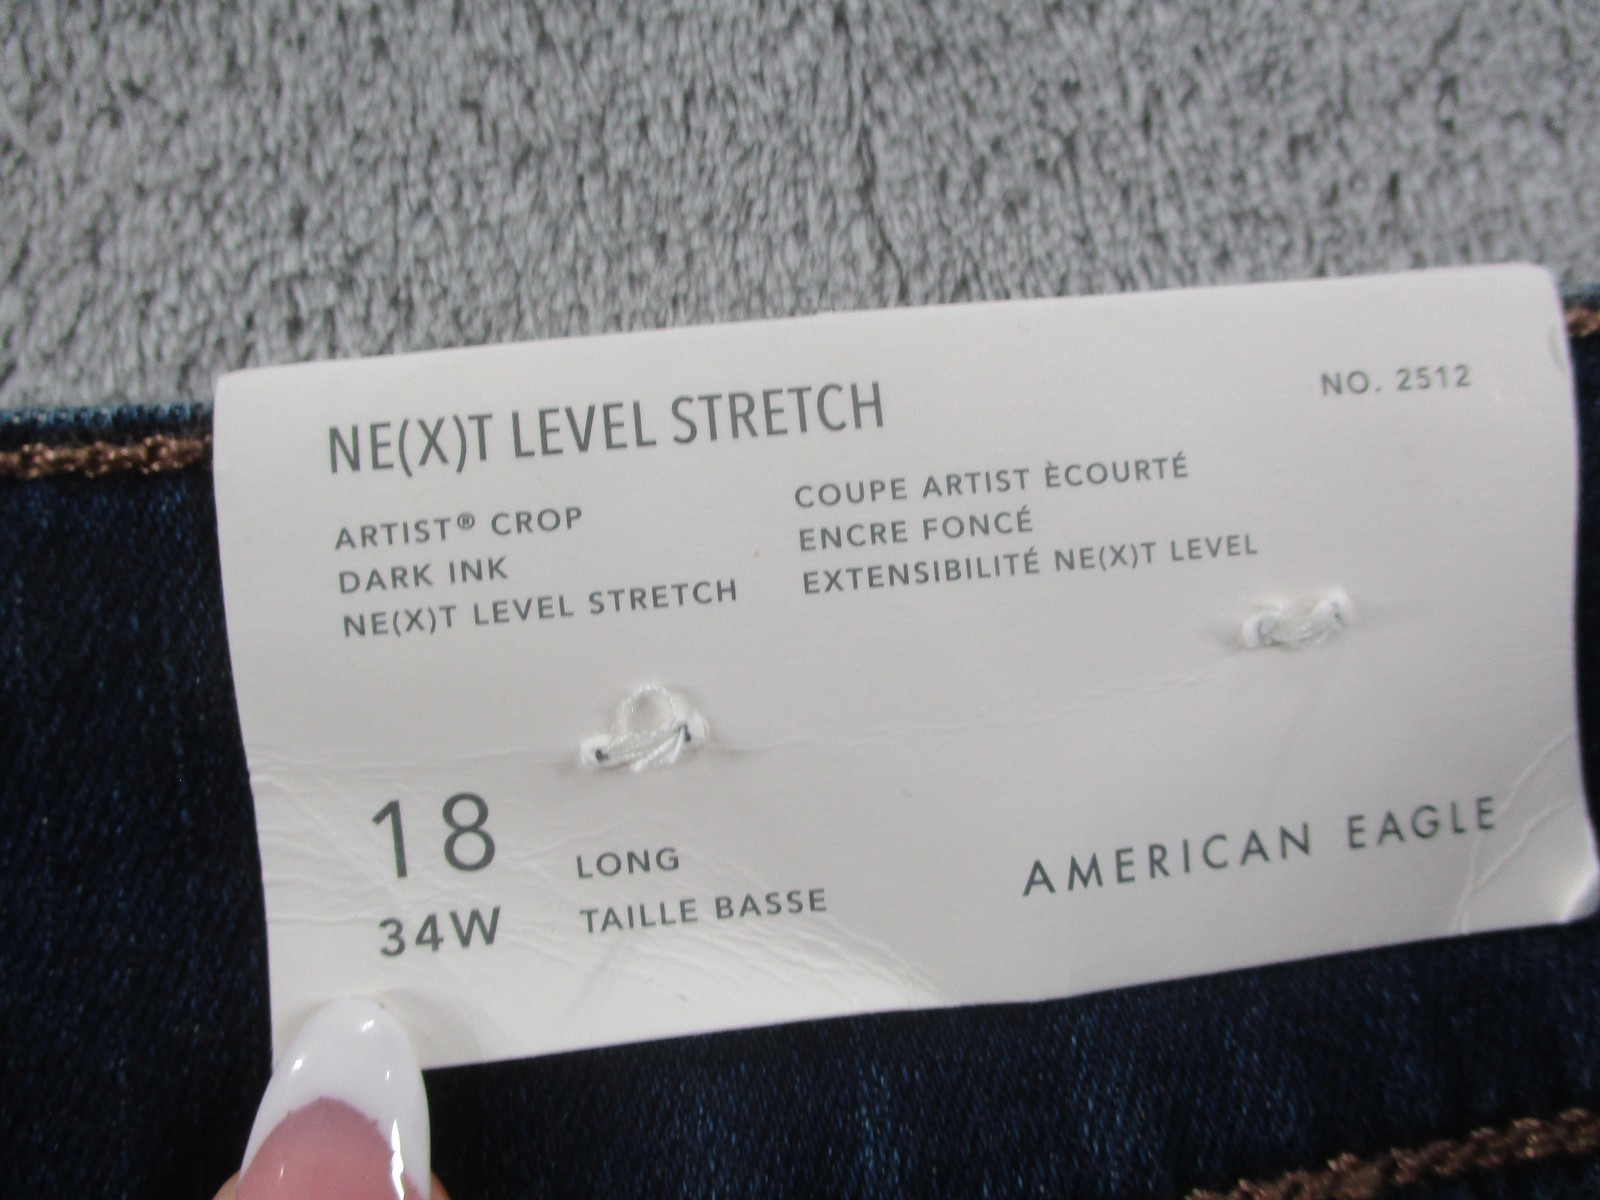 NE(X)T LEVEL STRETCH
NO. 2512
ARTIST® CROP
DARK INK
NE(X)T LEVEL STRETCH
COUPE ARTIST ÈCOURTÉ
ENCRE FONCÉ
EXTENSIBILITÉ NE(X)T LEVEL
18
34W
LONG
TAILLE BASSE
AMERICAN EAGLE